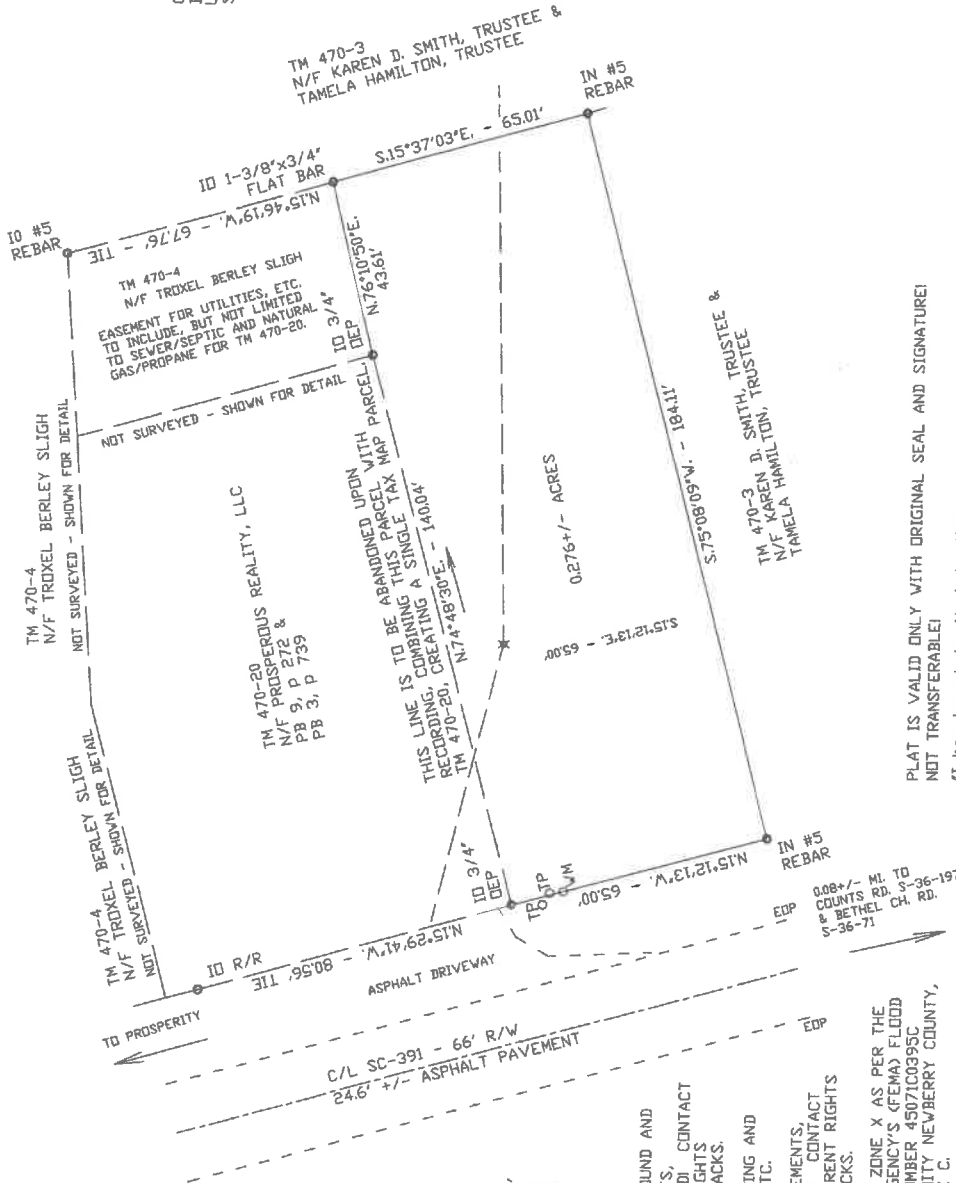 TM 470-3
N/F KAREN D. SMITH, TRUSTEE &
TAMELA HAMILTON, TRUSTEE
IN #5
REBAR
S.15°37'03"E. - 65.01'
IO 1-3/8"x3/4"
FLAT BAR
N.15°46'19"W. - 67.76' - TIE
IO #5
REBAR
TM 470-4
N/F TROXEL BERLEY SLIGH
EASEMENT FOR UTILITIES, ETC.
TO INCLUDE, BUT NOT LIMITED
TO SEWER/SEPTIC AND NATURAL
GAS/PROPANE FOR TM 470-20.
N.76°10'50"E.
43.61'
IO 3/4"
OEP
NOT SURVEYED - SHOWN FOR DETAIL
TM 470-4
N/F TROXEL BERLEY SLIGH
NOT SURVEYED - SHOWN FOR DETAIL
TM 470-20
N/F PROSPEROUS REALITY, LLC
PB 9, P 272 &
PB 3, P 739
THIS LINE IS TO BE ABANDONED UPON
RECORDING, COMBINING THIS PARCEL WITH PARCEL
TM 470-20, CREATING A SINGLE TAX MAP PARCEL.
N.74°48'30"E. - 140.04'
0.276+/- ACRES
S.15°12'13"E. - 65.00'
S.75°08'09"W. - 184.11'
TM 470-3
N/F KAREN D. SMITH, TRUSTEE &
TAMELA HAMILTON, TRUSTEE
TM 470-4
N/F TROXEL BERLEY SLIGH
NOT SURVEYED - SHOWN FOR DETAIL
IO 3/4"
OEP
TP
TP
WM
N.15°12'13"W. - 65.00'
IN #5
REBAR
IO R/R
N.15°29'41"W. - 80.56' TIE
ASPHALT DRIVEWAY
TO PROSPERITY
EOP
0.08+/- MI. TO
COUNTS RD. S-36-197
& BETHEL CH. RD.
S-36-71
C/L SC-391 - 66' R/W
24.6' +/- ASPHALT PAVEMENT
EOP
PLAT IS VALID ONLY WITH ORIGINAL SEAL AND SIGNATURE!
NOT TRANSFERABLE!
CONTACT
EMENTS,
CONTACT
RENT RIGHTS
ZONE X AS PER THE
(FEMA) FLOOD
45071C0395C
NEWBERRY COUNTY,